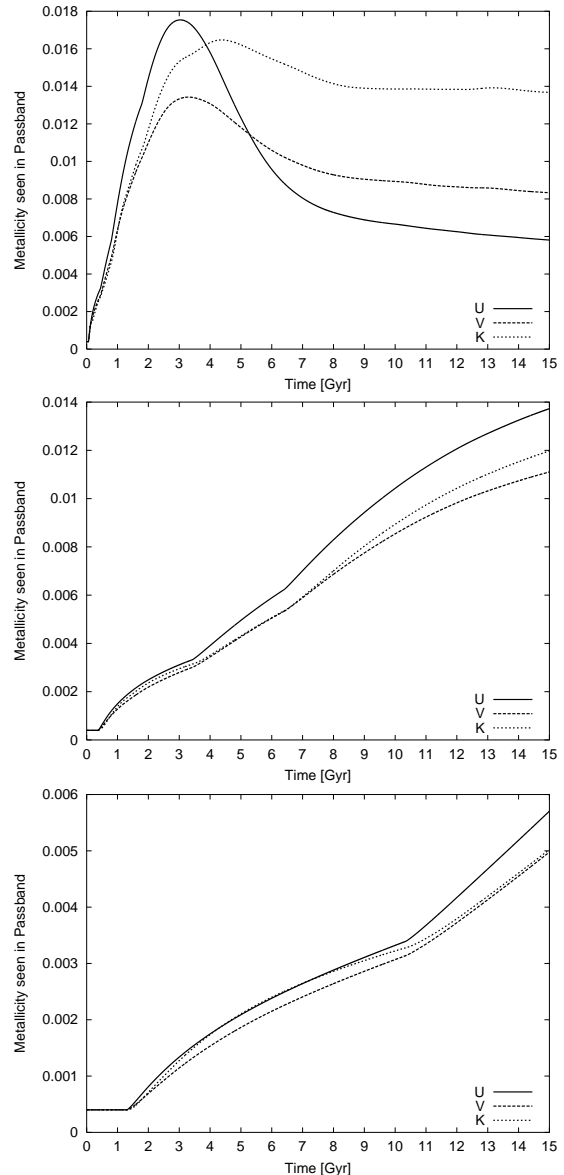 Metallicity seen in Passband
0.018
0.016
0.014
0.012
0.01
0.008
0.006
0.004
0.002
0
U
V
K
0 1 2 3 4 5 6 7 8 9 10 11 12 13 14 15
Time [Gyr]
Metallicity seen in Passband
0.014
0.012
0.01
0.008
0.006
0.004
0.002
0
U
V
K
0 1 2 3 4 5 6 7 8 9 10 11 12 13 14 15
Time [Gyr]
Metallicity seen in Passband
0.006
0.005
0.004
0.003
0.002
0.001
0
U
V
K
0 1 2 3 4 5 6 7 8 9 10 11 12 13 14 15
Time [Gyr]